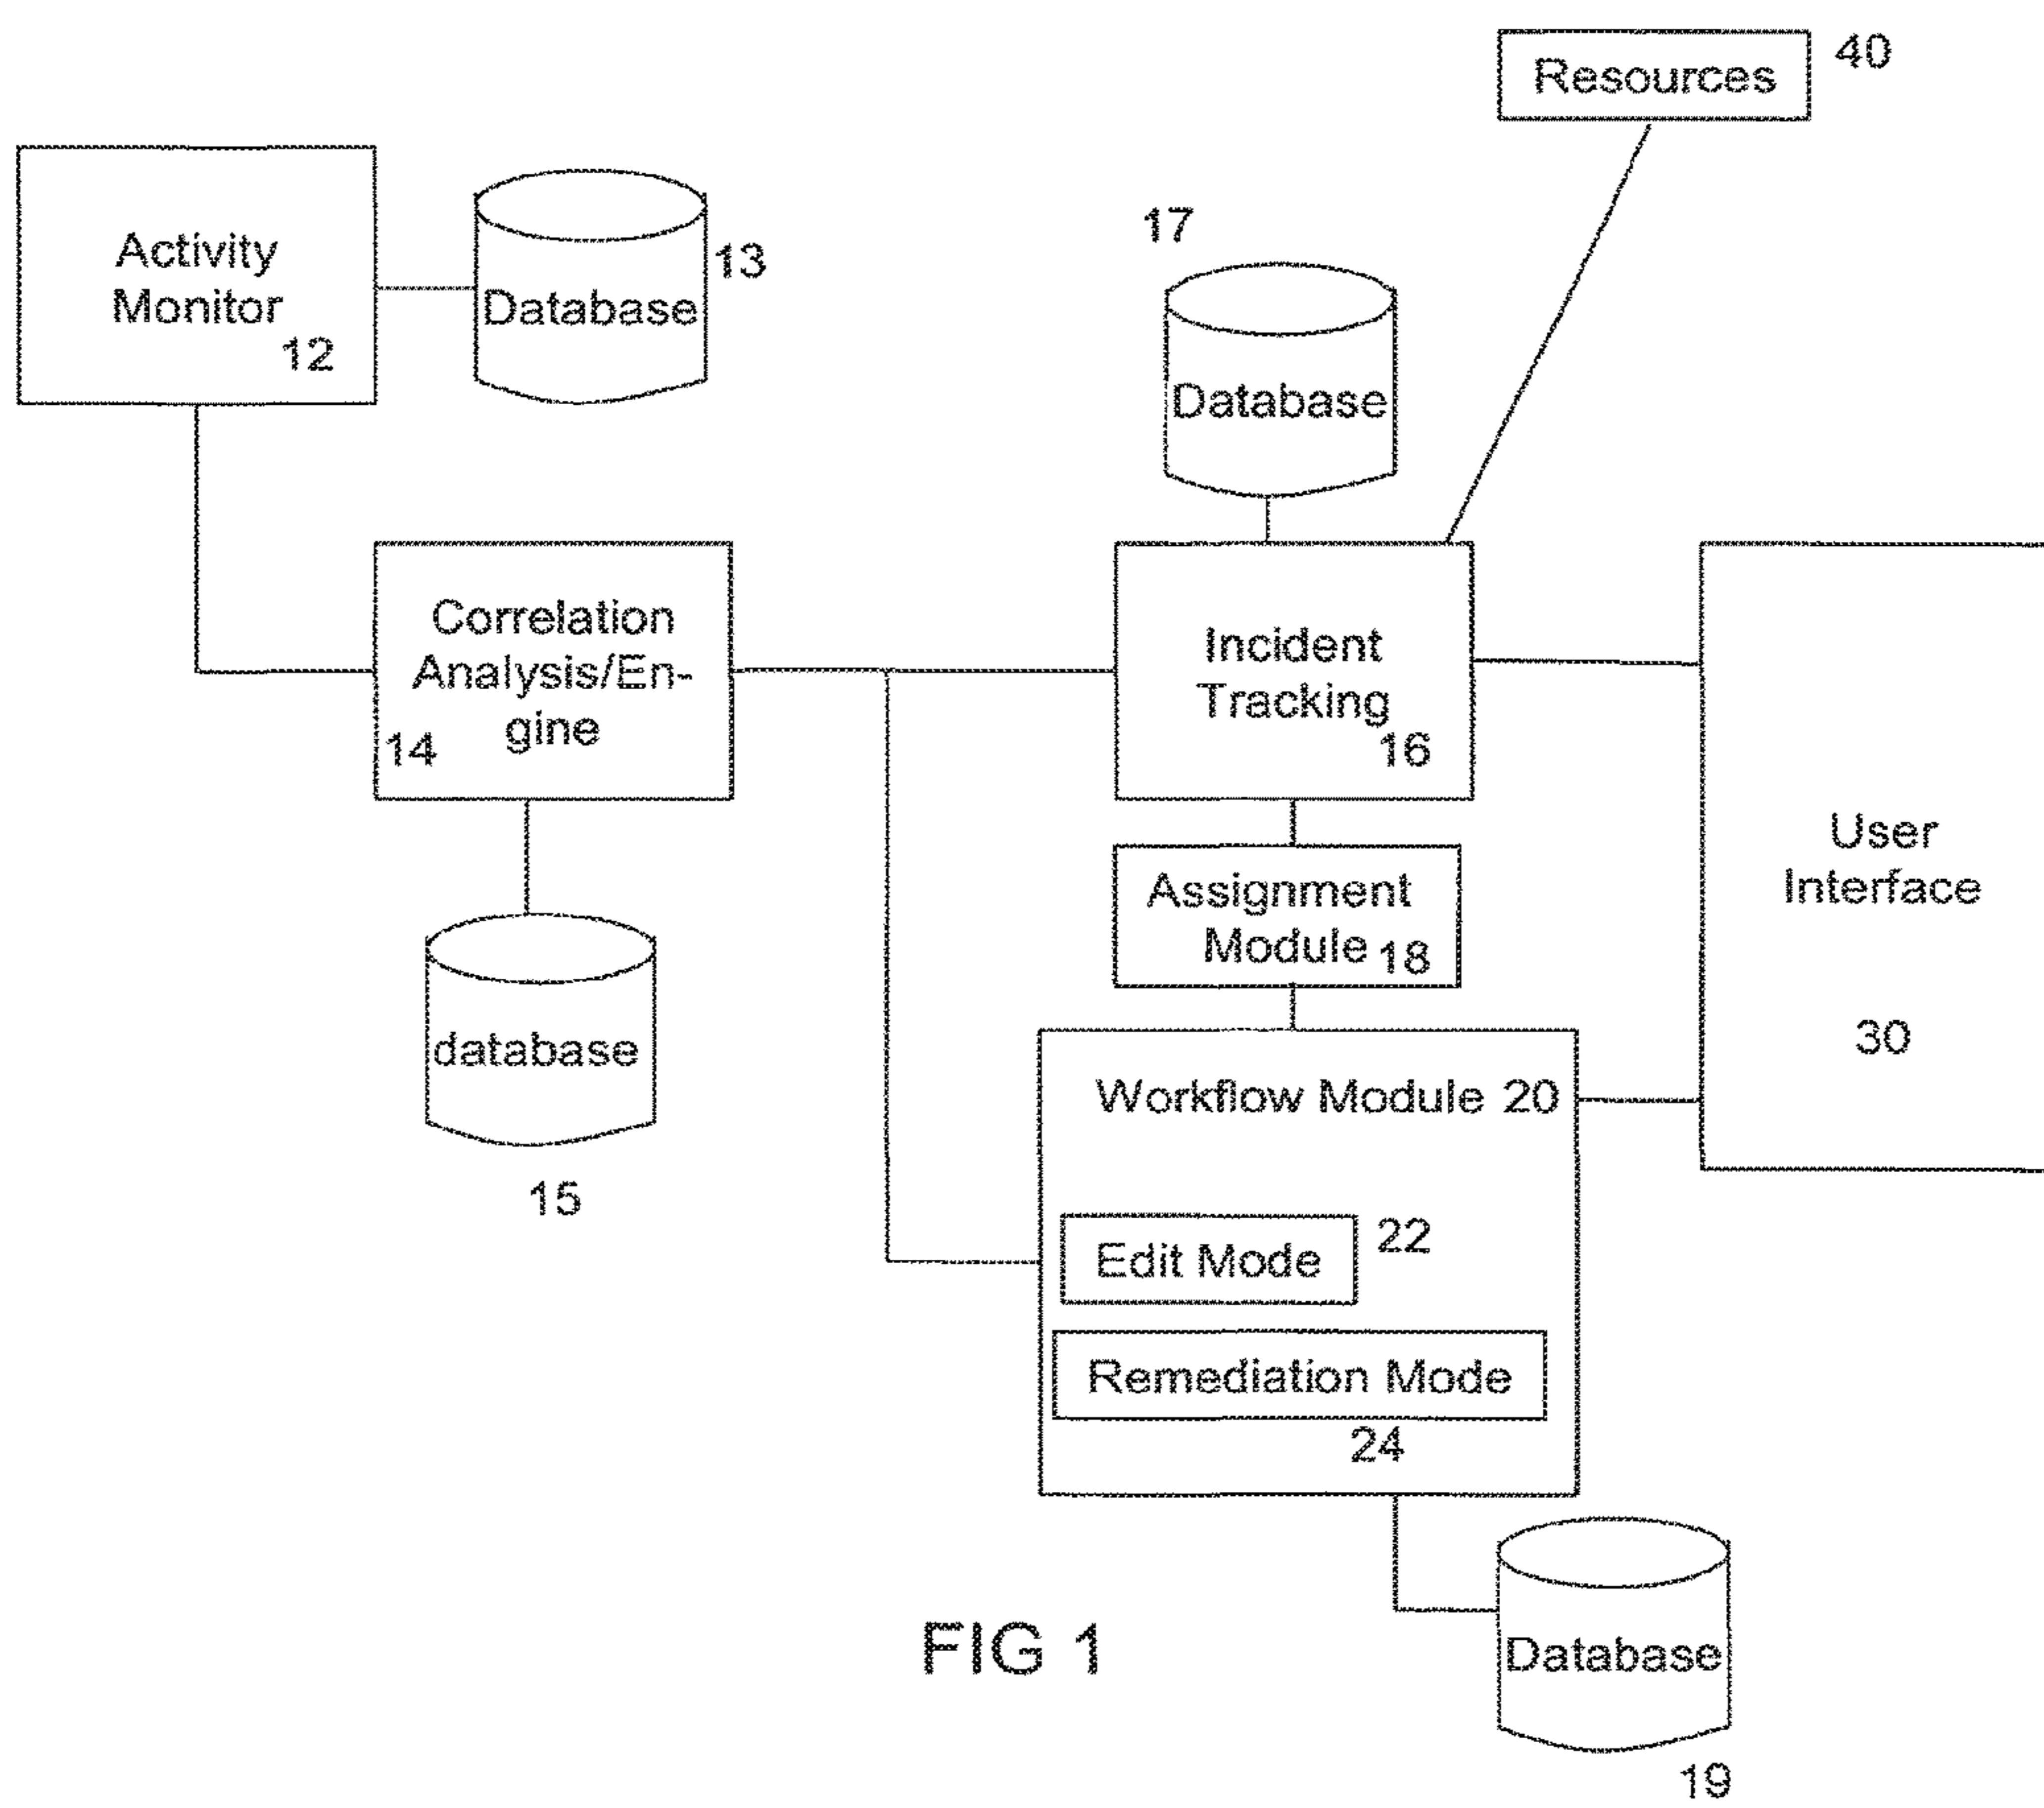 Resources
40
Activity
Monitor
12
Database
13
17
Database
Correlation
Analysis/En-
gine
14
Incident
Tracking
16
User
Interface
30
Assignment
Module
18
database
15
Workflow Module 20
Edit Mode
22
Remediation Mode
24
Database
19
FIG 1